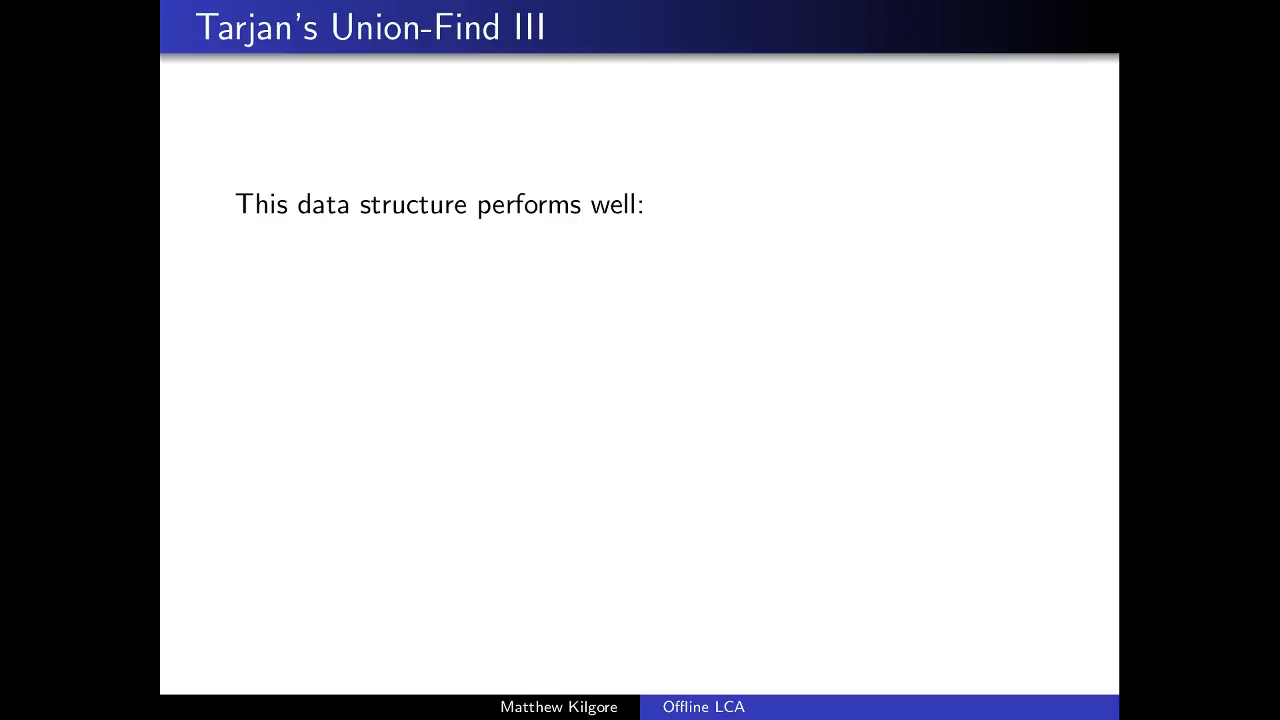 Tarjan's Union-Find III
This data structure performs well:
Matthew Kilgore
Offline LCA